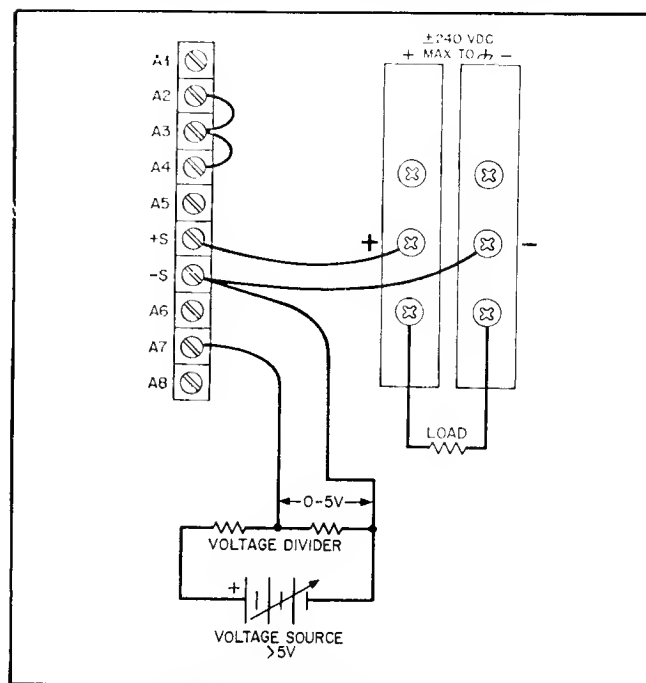 ±240 VDC
+ MAX TO -
A1
A2
A3
A4
A5
+S
-S
A6
A7
A8
+
-
LOAD
0-5V
VOLTAGE DIVIDER
+
VOLTAGE SOURCE
>5V